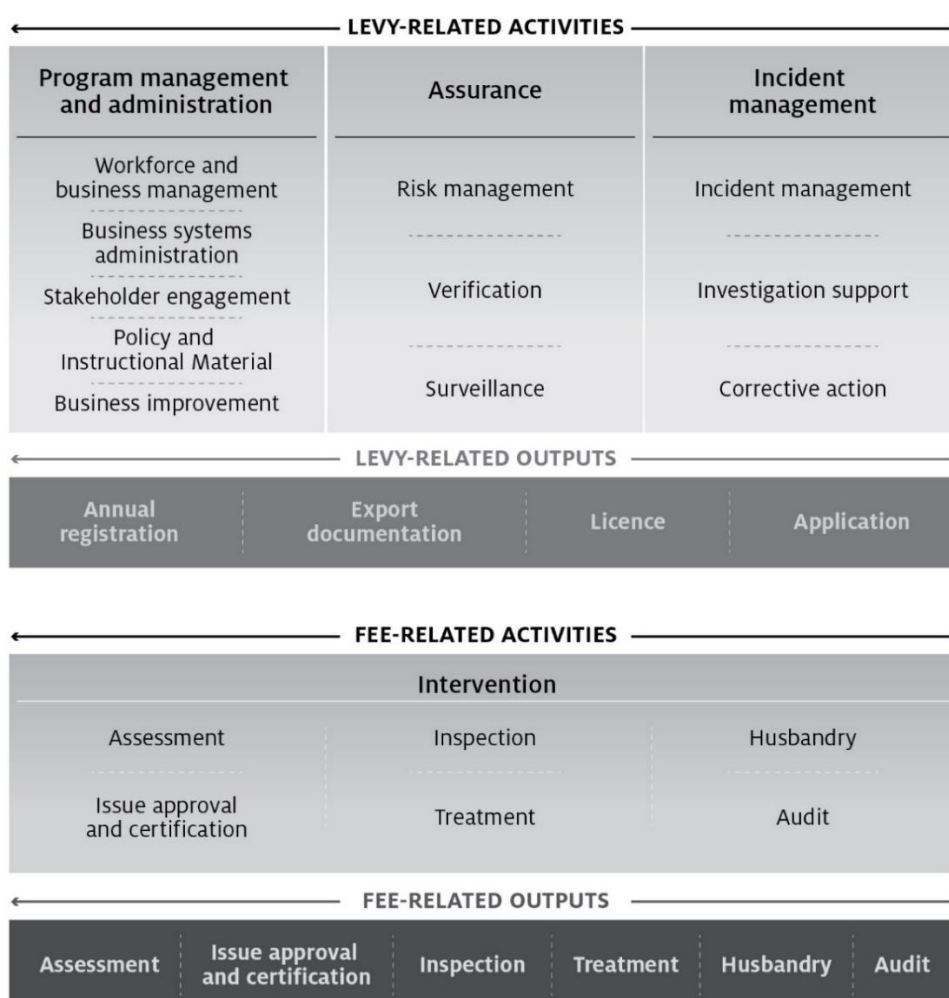 LEVY-RELATED ACTIVITIES
Program management
and administration
Workforce and
business management
Business systems
administration
Stakeholder engagement
Policy and
Instructional Material
Business improvement
Assurance
Risk management
Verification
Surveillance
Incident
management
Incident management
Investigation support
Corrective action
LEVY-RELATED OUTPUTS
Annual
registration
Export
documentation
Licence
Application
FEE-RELATED ACTIVITIES
Intervention
Assessment
Issue approval
and certification
Inspection
Treatment
Husbandry
Audit
FEE-RELATED OUTPUTS
Assessment
Issue approval
and certification
Inspection
Treatment
Husbandry
Audit